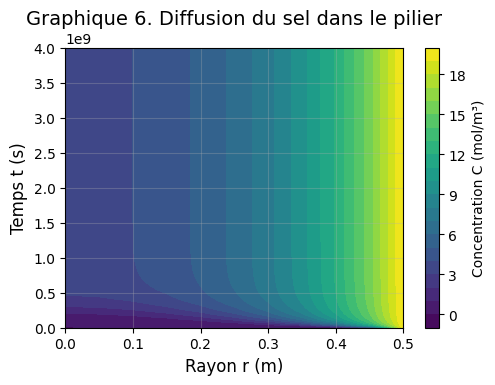 Graphique 6. Diffusion du sel dans le pilier
1e9
4.0
3.5
3.0
2.5
2.0
1.5
1.0
0.5
0.0
Temps t (s)
0.0 0.1 0.2 0.3 0.4 0.5
Rayon r (m)
18
15
12
9
6
3
0
Concentration C (mol/m³)